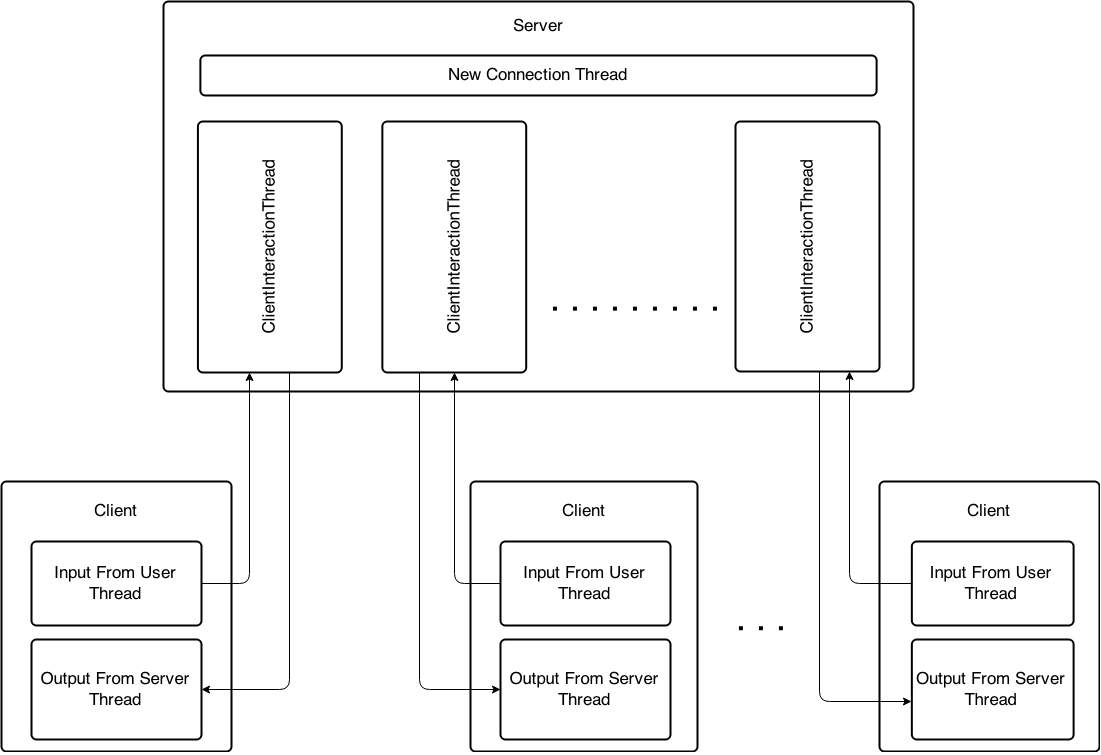 Server
New Connection Thread
ClientInteractionThread
ClientInteractionThread
ClientInteractionThread
Client
Input From User
Thread
Output From Server
Thread
Client
Input From User
Thread
Output From Server
Thread
Client
Input From User
Thread
Output From Server
Thread